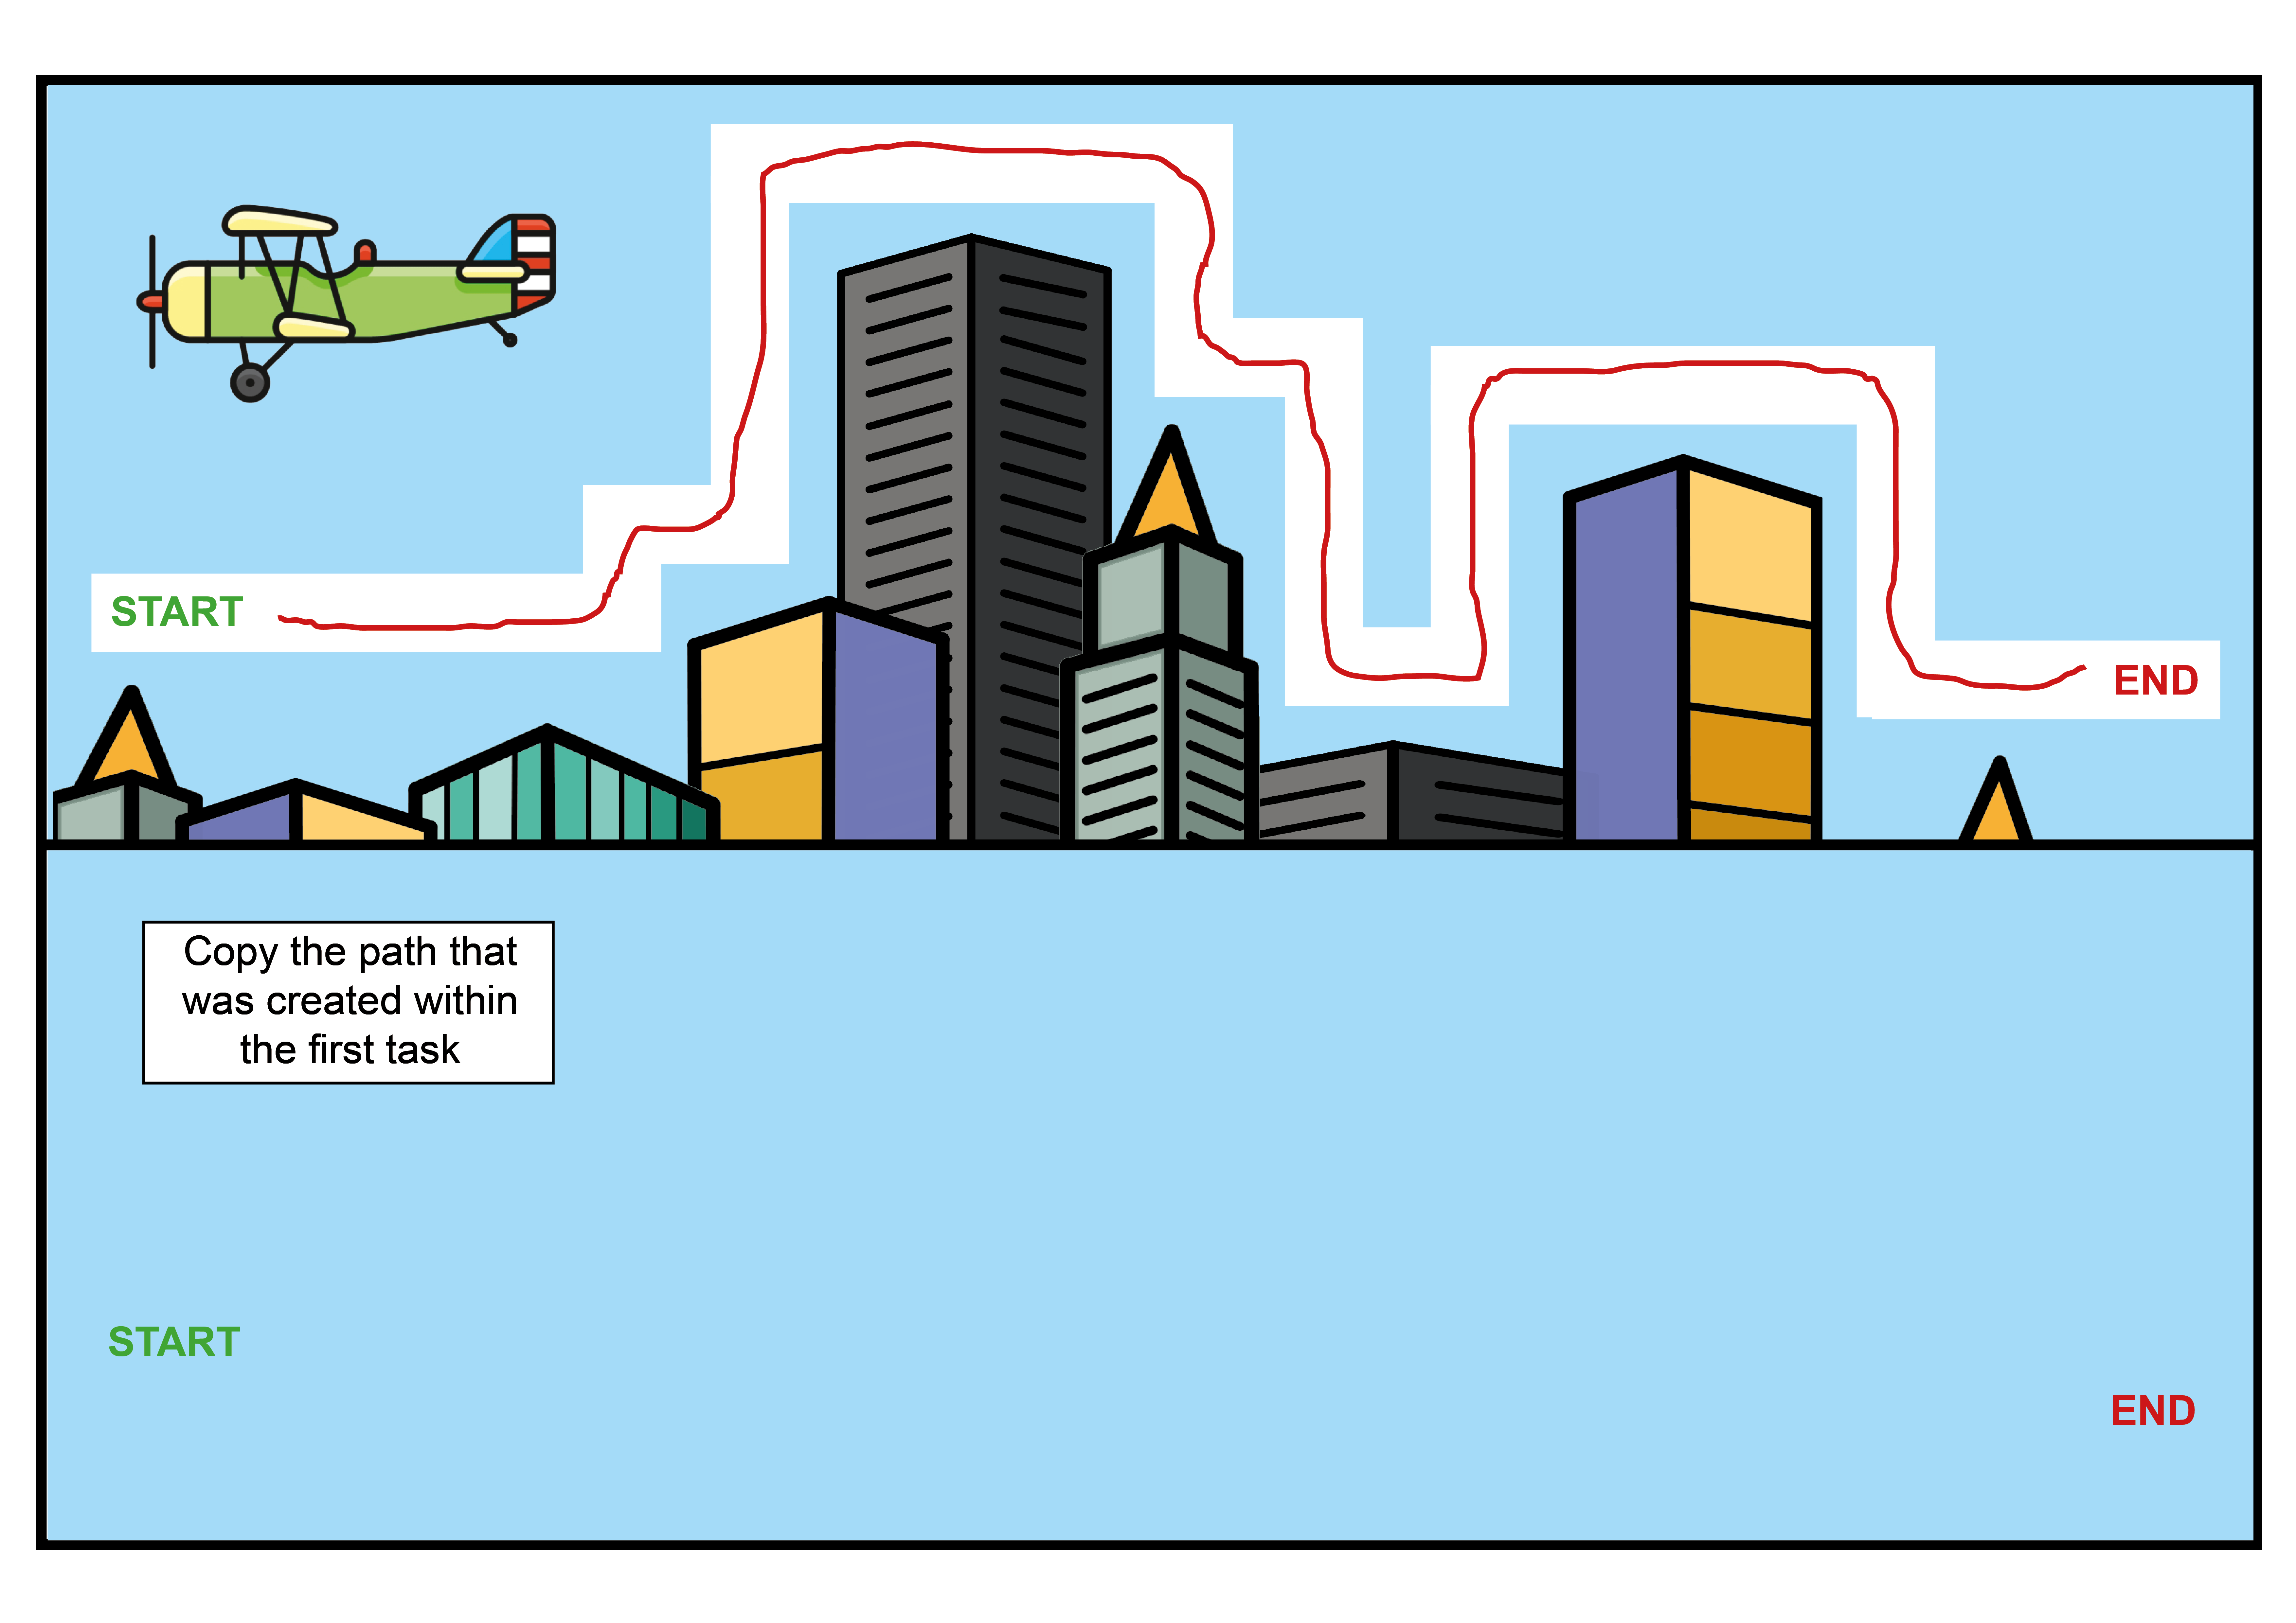 START
END
Copy the path that
was created within
the first task
START
END